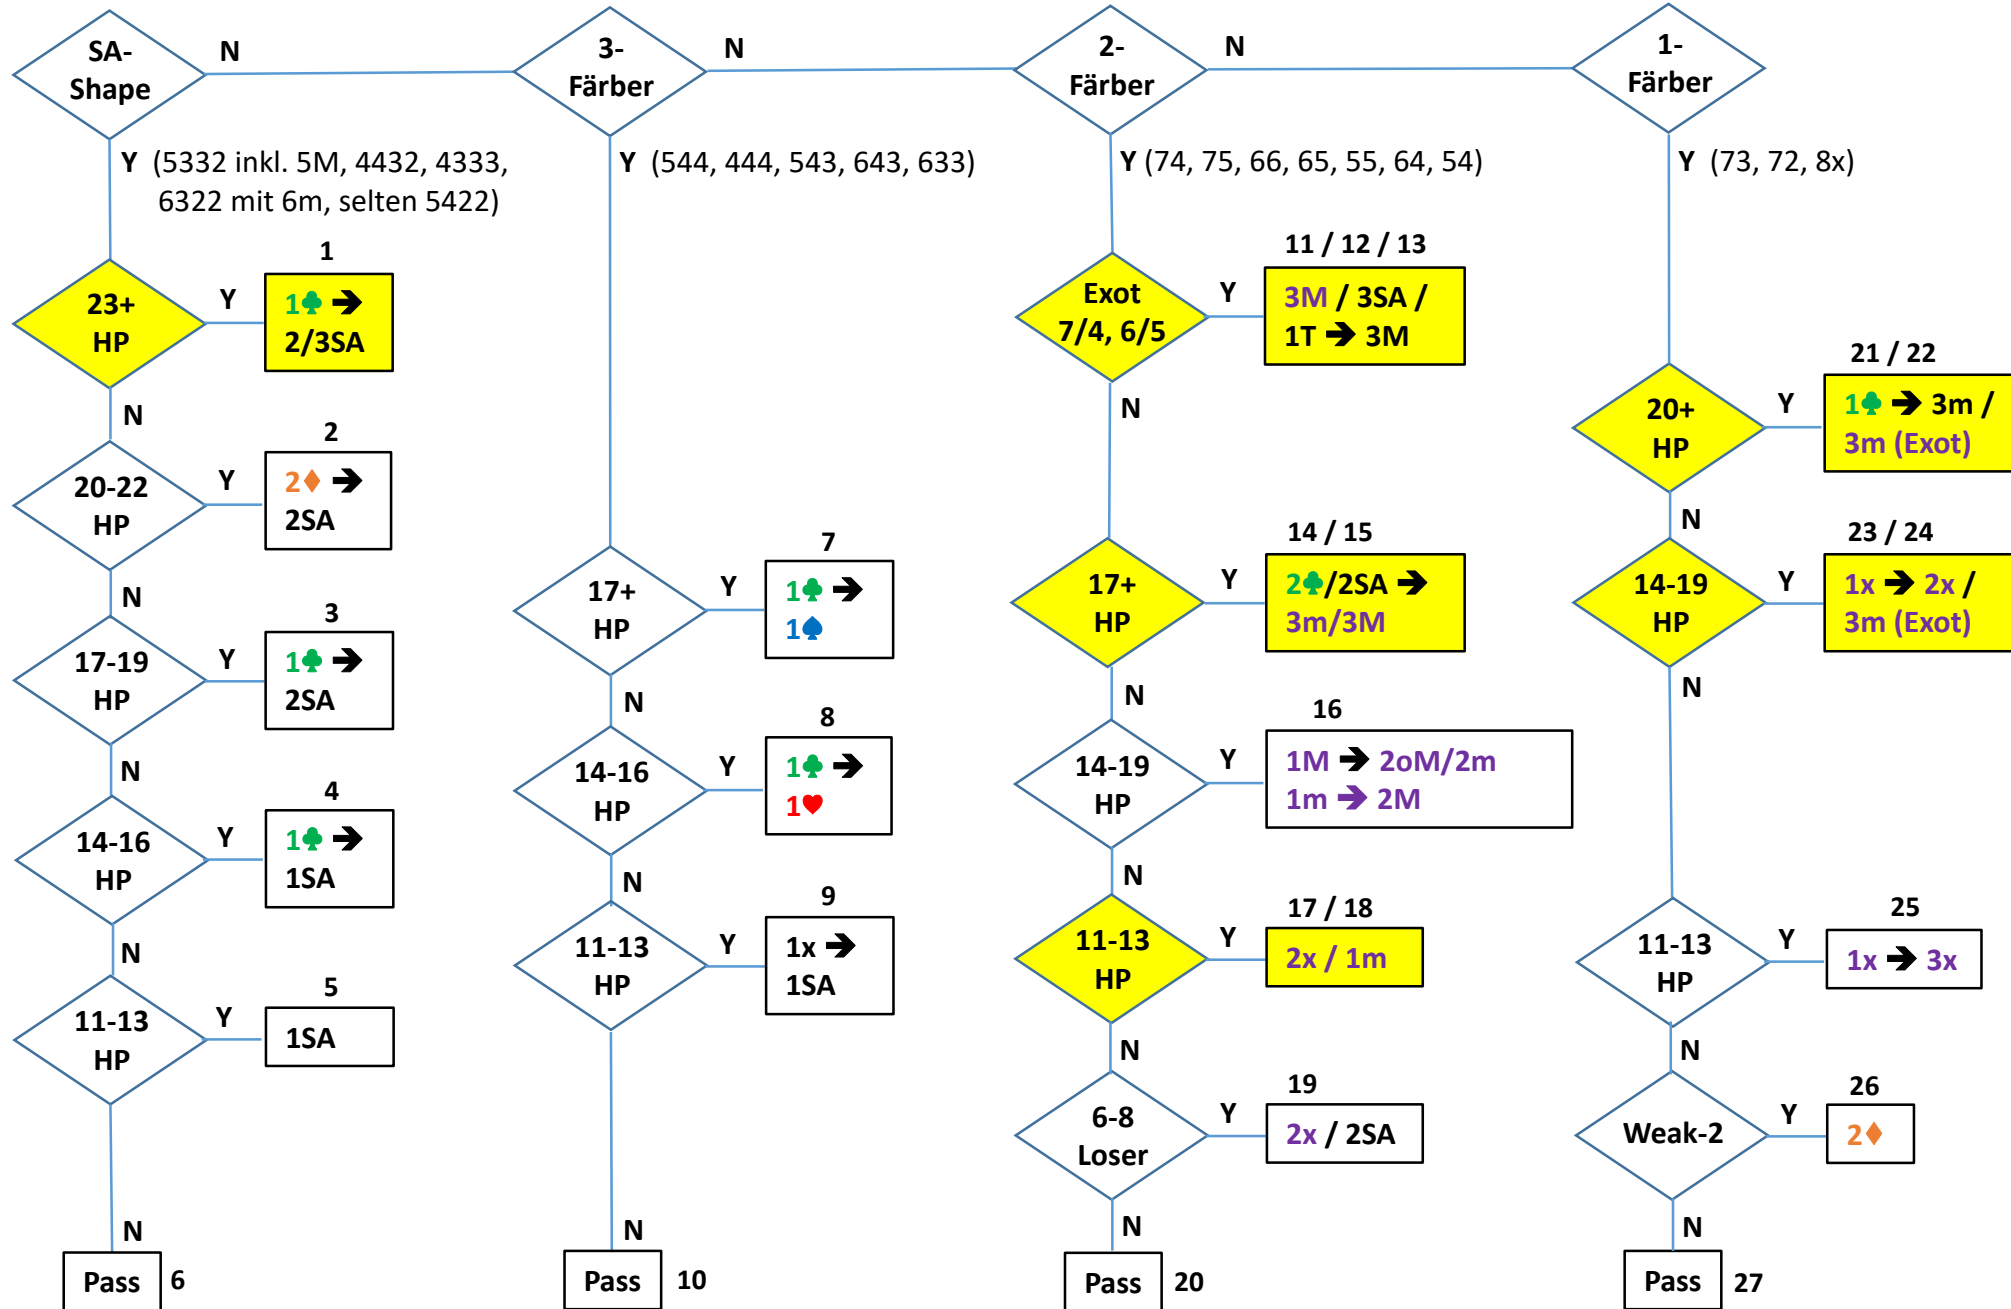 SA-
Shape
N
3-
Färber
N
2-
Färber
N
1-
Färber
Y (5332 inkl. 5M, 4432, 4333,
6322 mit 6m, selten 5422)
Y (544, 444, 543, 643, 633)
Y (74, 75, 66, 65, 55, 64, 54)
Y (73, 72, 8x)
23+
HP
Y
1
1♣ ➔
2/3SA
N
20-22
HP
Y
2
2♦ ➔
2SA
N
17-19
HP
Y
3
1♣ ➔
2SA
N
14-16
HP
Y
4
1♣ ➔
1SA
N
11-13
HP
Y
5
1SA
N
Pass
6
17+
HP
Y
7
1♣ ➔
1♠
N
14-16
HP
Y
8
1♣ ➔
1♥
N
11-13
HP
Y
9
1x ➔
1SA
N
Pass
10
Exot
7/4, 6/5
Y
11 / 12 / 13
3M / 3SA /
1T ➔ 3M
N
17+
HP
Y
14 / 15
2♣/2SA ➔
3m/3M
N
14-19
HP
Y
16
1M ➔ 2oM/2m
1m ➔ 2M
N
11-13
HP
Y
17 / 18
2x / 1m
N
6-8
Loser
Y
19
2x / 2SA
N
Pass
20
20+
HP
Y
21 / 22
1♣ ➔ 3m /
3m (Exot)
N
14-19
HP
Y
23 / 24
1x ➔ 2x /
3m (Exot)
N
11-13
HP
Y
25
1x ➔ 3x
N
Weak-2
Y
26
2♦
N
Pass
27